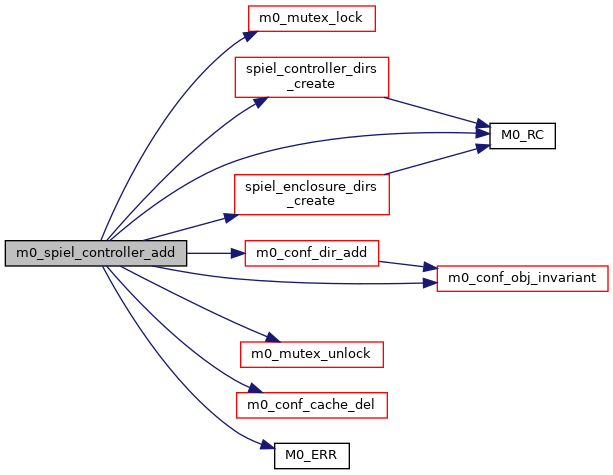 m0_mutex_lock
spiel_controller_dirs
_create
M0_RC
spiel_enclosure_dirs
_create
m0_spiel_controller_add
m0_conf_dir_add
m0_conf_obj_invariant
m0_mutex_unlock
m0_conf_cache_del
M0_ERR